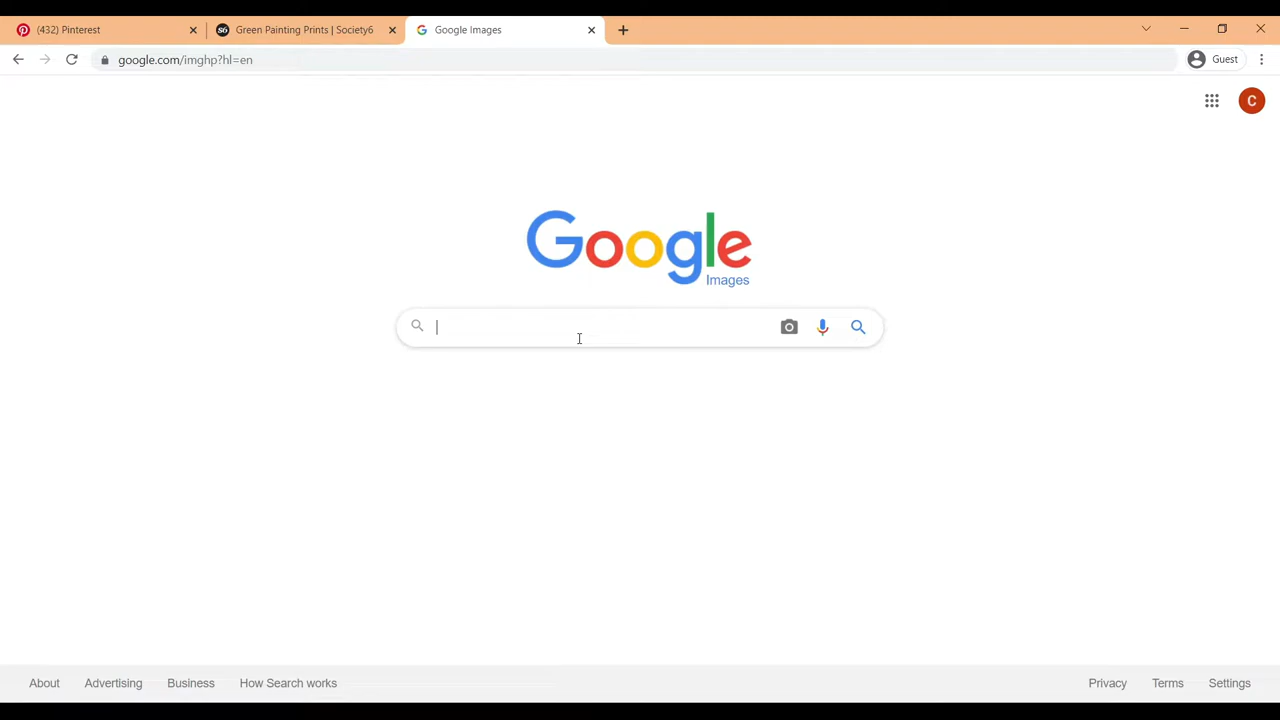 (432) Pinterest
Green Painting Prints | Society6
Google Images
google.com/imghp?hl=en
Guest
C
Google
Images
About
Advertising
Business
How Search works
Privacy
Terms
Settings